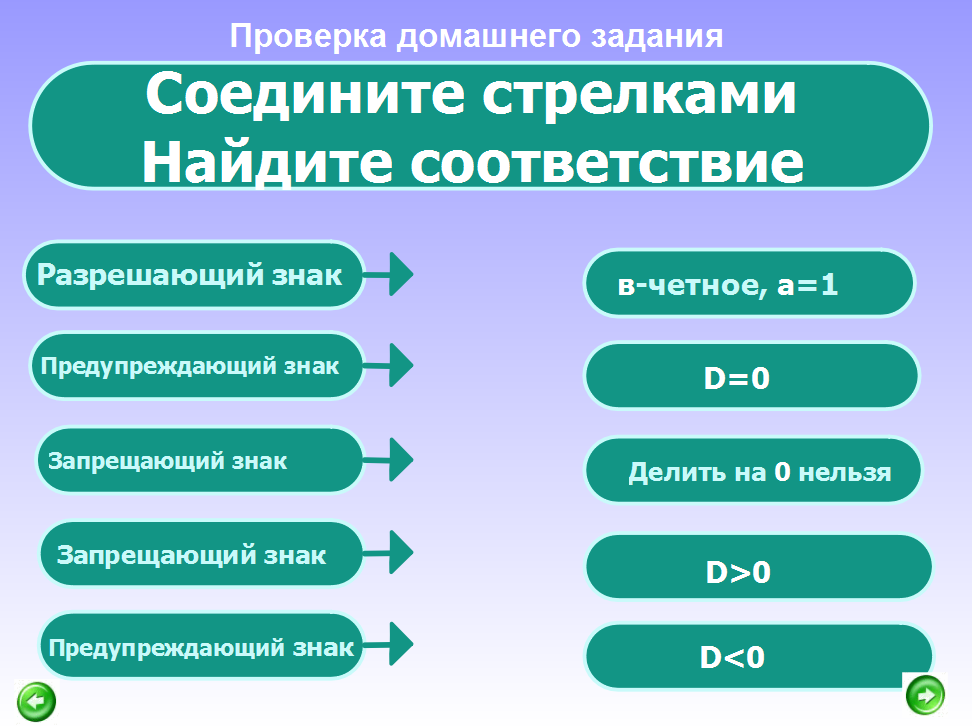 Проверка домашнего задания
Соедините стрелками
Найдите соответствие
Разрешающий знак
в-четное, а=1
Предупреждающий знак
D=0
Запрещающий знак
Делить на 0 нельзя
Запрещающий знак
D>0
Предупреждающий знак
D<0